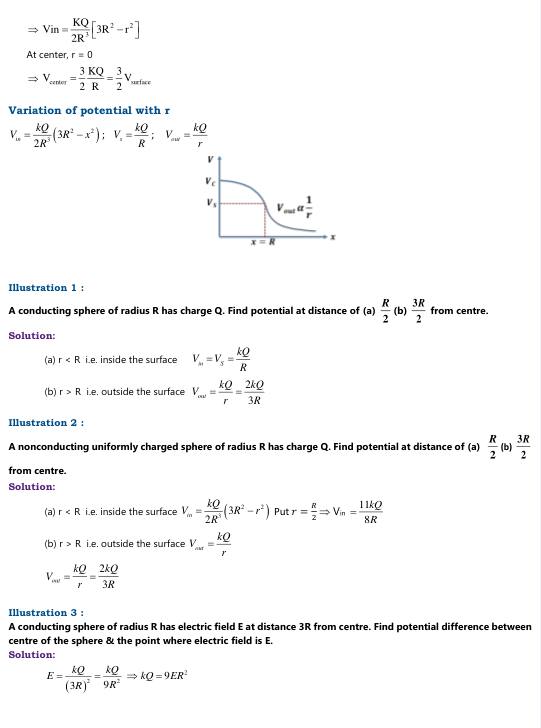 ⇒ Vin = KQ/2R³ [3R² − r²]
At center, r = 0
⇒ V_center = 3/2 KQ/R = 3/2 V_surface
Variation of potential with r
V_in = kQ/2R³ (3R² − x²) ; V_s = kQ/R ; V_out = kQ/r
V
V_C
V_s
V_out α 1/r
x = R
x
Illustration 1 :
A conducting sphere of radius R has charge Q. Find potential at distance of (a) R/2 (b) 3R/2 from centre.
Solution:
(a) r < R i.e. inside the surface V_in = V_S = kQ/R
(b) r > R i.e. outside the surface V_out = kQ/r = 2kQ/3R
Illustration 2 :
A nonconducting uniformly charged sphere of radius R has charge Q. Find potential at distance of (a) R/2 (b) 3R/2
from centre.
Solution:
(a) r < R i.e. inside the surface V_in = kQ/2R³ (3R² − r²) Put r = R/2 ⇒ V_in = 11kQ/8R
(b) r > R i.e. outside the surface V_out = kQ/r
V_out = kQ/r = 2kQ/3R
Illustration 3 :
A conducting sphere of radius R has electric field E at distance 3R from centre. Find potential difference between
centre of the sphere & the point where electric field is E.
Solution:
E = kQ/(3R)² = kQ/9R² ⇒ kQ = 9ER²